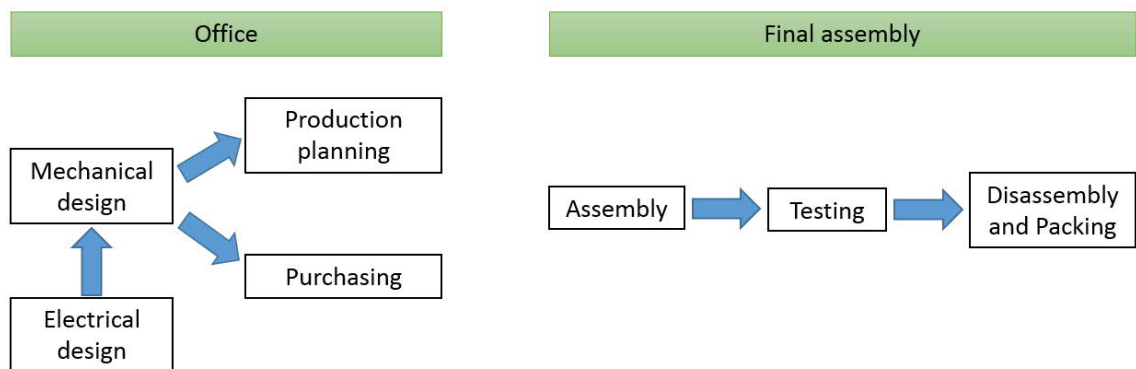 Office
Final assembly
Production
planning
Mechanical
design
Purchasing
Electrical
design
Assembly
Testing
Disassembly
and Packing